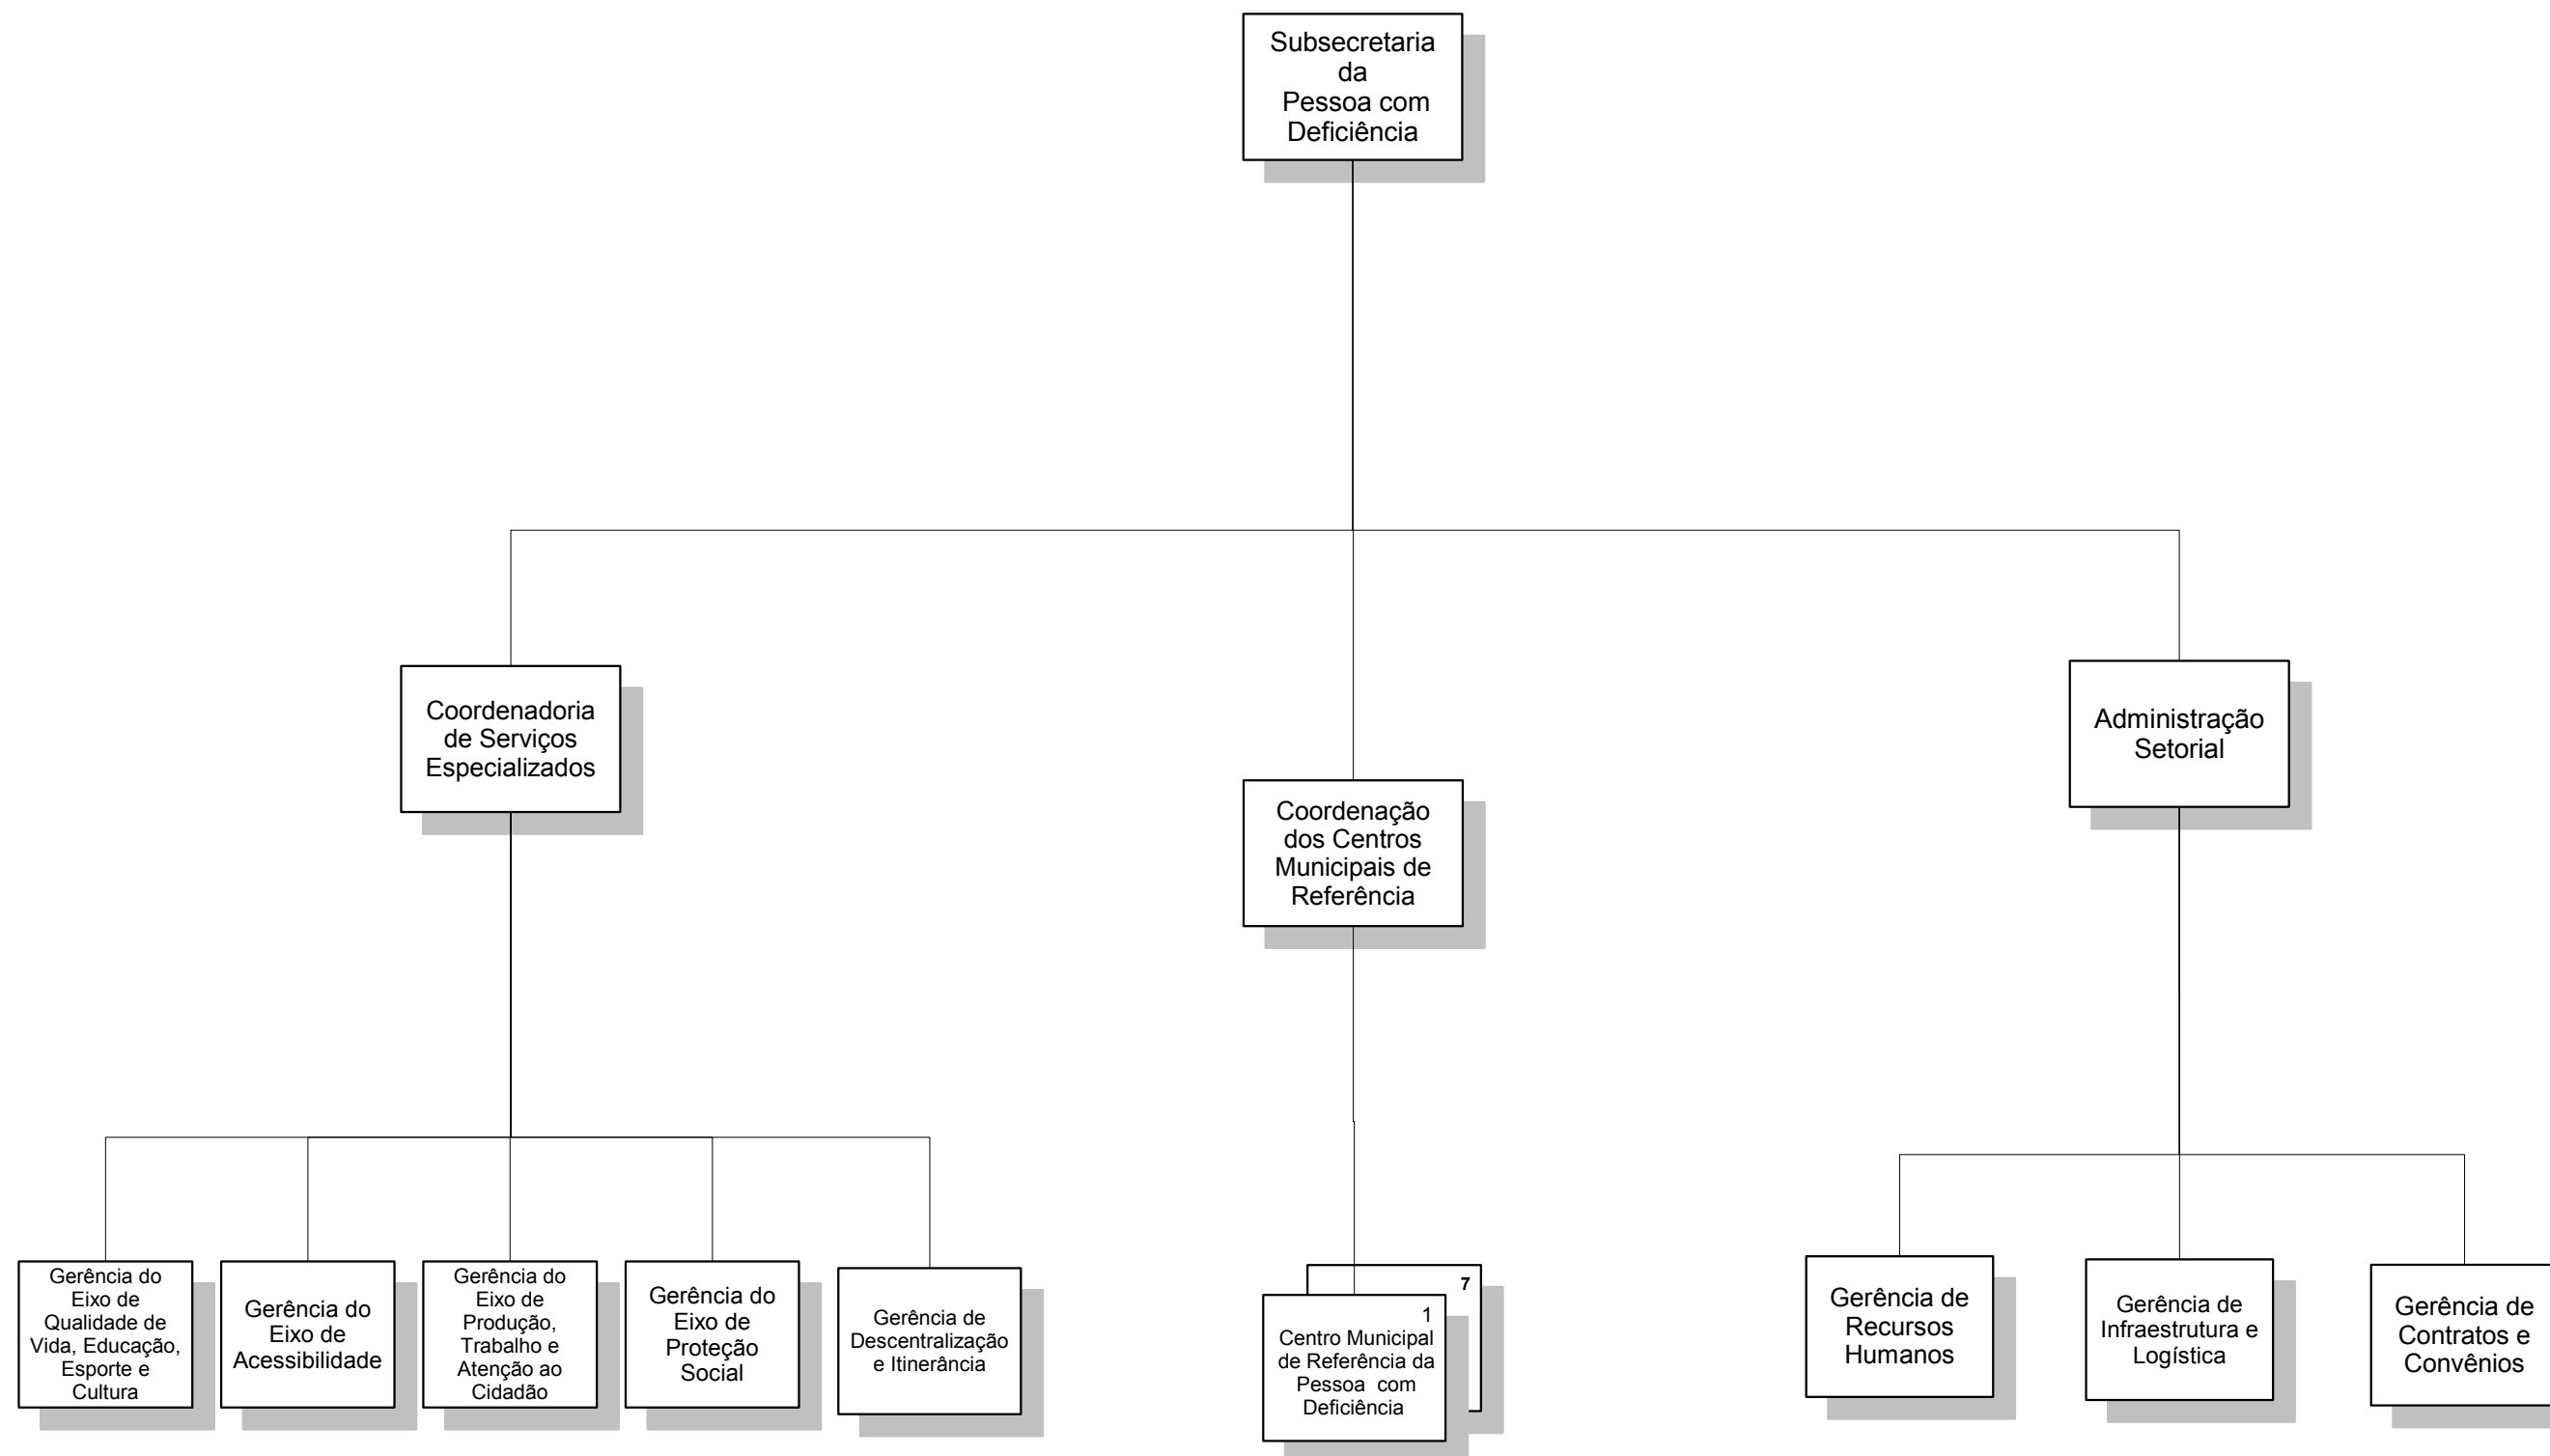 Subsecretaria
da
Pessoa com
Deficiência
Coordenadoria
de Serviços
Especializados
Coordenação
dos Centros
Municipais de
Referência
Administração
Setorial
Gerência do
Eixo de
Qualidade de
Vida, Educação,
Esporte e
Cultura
Gerência do
Eixo de
Acessibilidade
Gerência do
Eixo de
Produção,
Trabalho e
Atenção ao
Cidadão
Gerência do
Eixo de
Proteção
Social
Gerência de
Descentralização
e Itinerância
7
1
Centro Municipal
de Referência da
Pessoa com
Deficiência
Gerência de
Recursos
Humanos
Gerência de
Infraestrutura e
Logística
Gerência de
Contratos e
Convênios